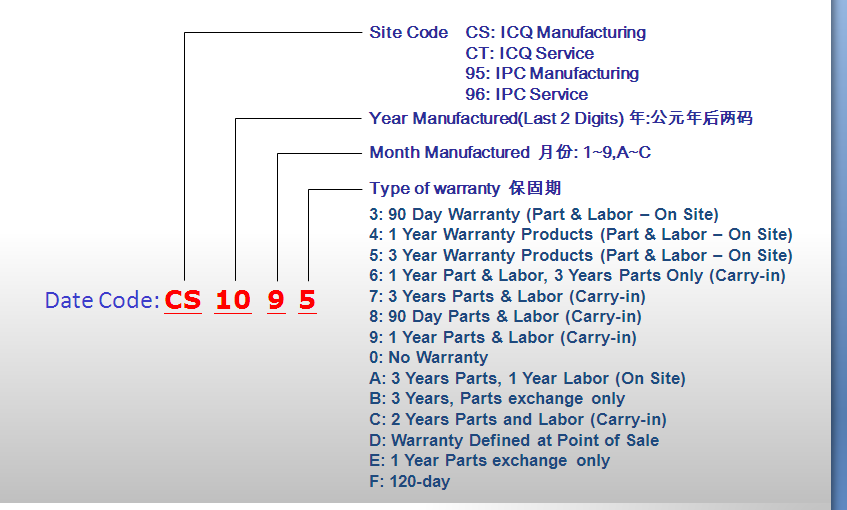 Site Code CS: ICQ Manufacturing
CT: ICQ Service
95: IPC Manufacturing
96: IPC Service
Year Manufactured(Last 2 Digits) 年:公元年后两码
Month Manufactured 月份: 1~9,A~C
Type of warranty 保固期
3: 90 Day Warranty (Part & Labor – On Site)
4: 1 Year Warranty Products (Part & Labor – On Site)
5: 3 Year Warranty Products (Part & Labor – On Site)
6: 1 Year Part & Labor, 3 Years Parts Only (Carry-in)
7: 3 Years Parts & Labor (Carry-in)
8: 90 Day Parts & Labor (Carry-in)
9: 1 Year Parts & Labor (Carry-in)
0: No Warranty
A: 3 Years Parts, 1 Year Labor (On Site)
B: 3 Years, Parts exchange only
C: 2 Years Parts and Labor (Carry-in)
D: Warranty Defined at Point of Sale
E: 1 Year Parts exchange only
F: 120-day
Date Code: CS 10 9 5